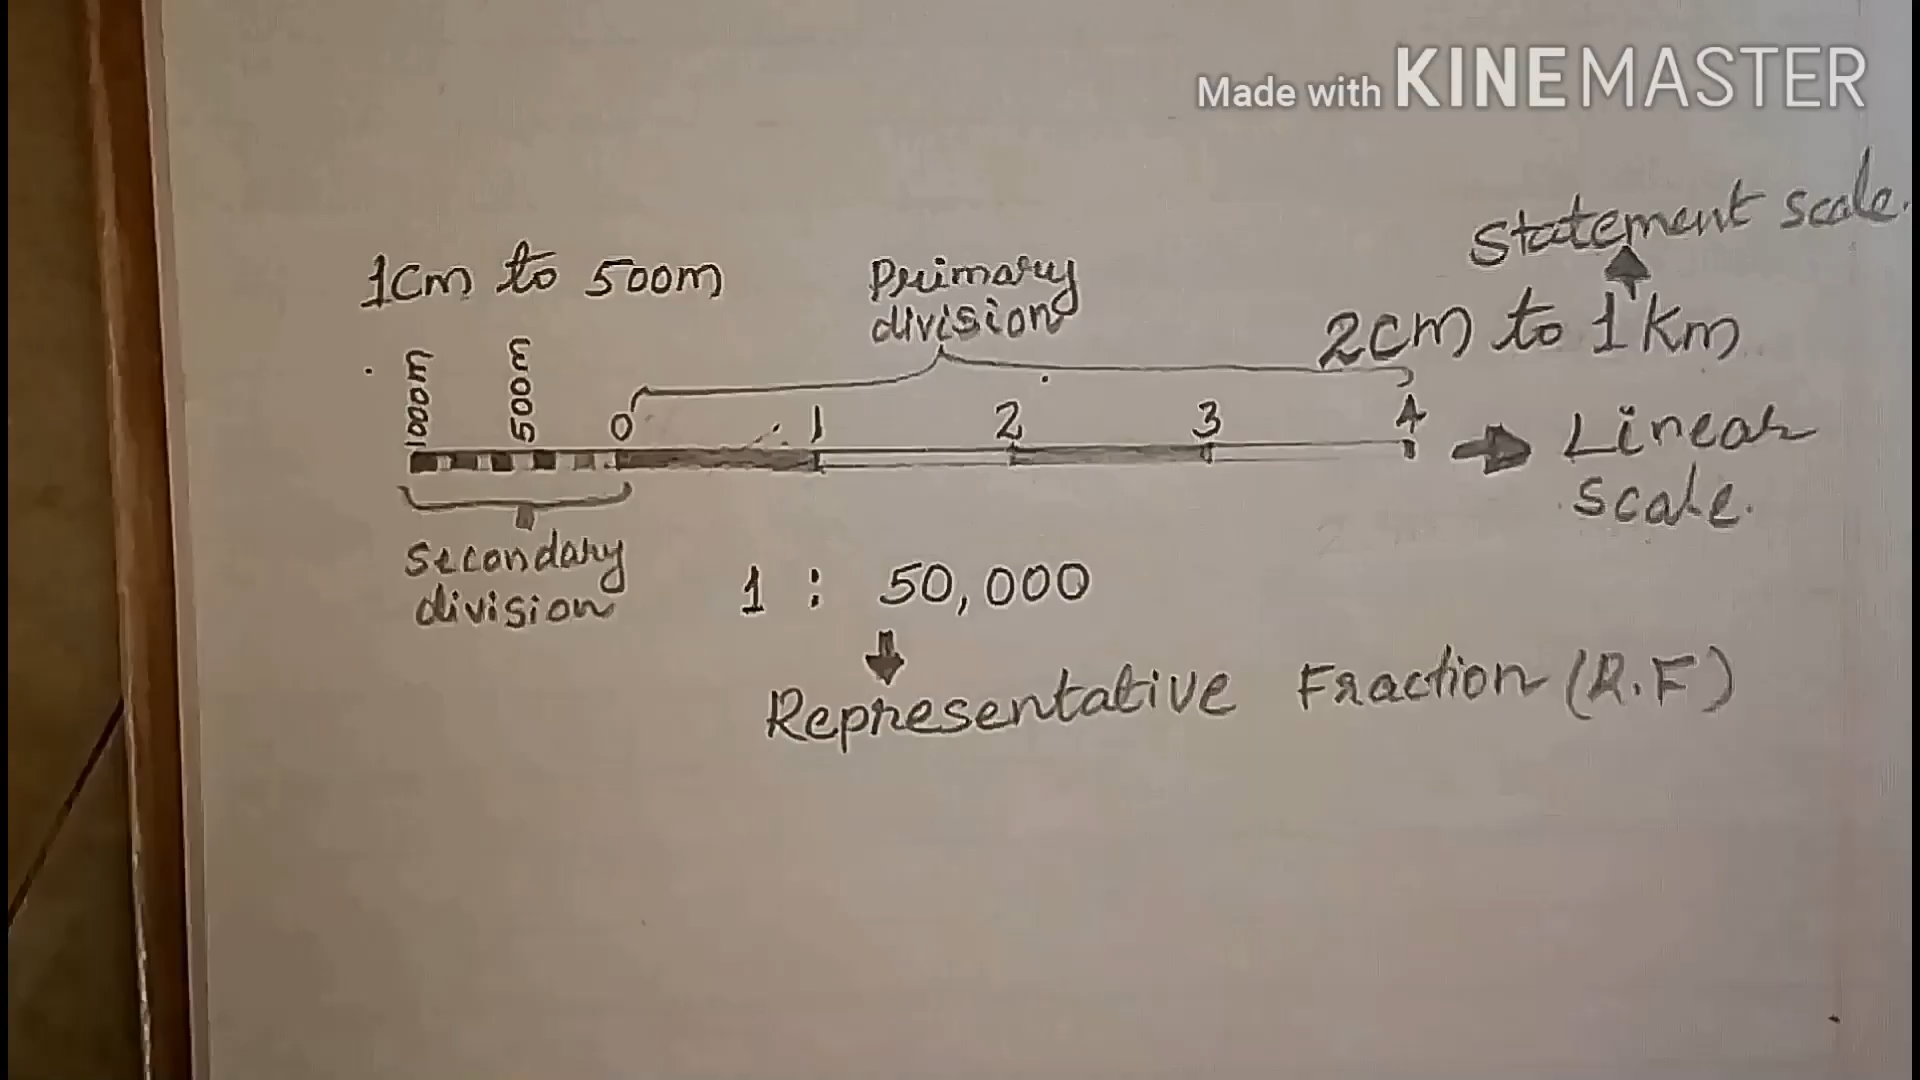 Made with KINEMASTER
Statement scale.
1cm to 500m
Primary
division
2cm to 1km
1000m
500m
0 1 2 3 4
Linear
scale.
Secondary
division
1 : 50,000
Representative Fraction (R.F)